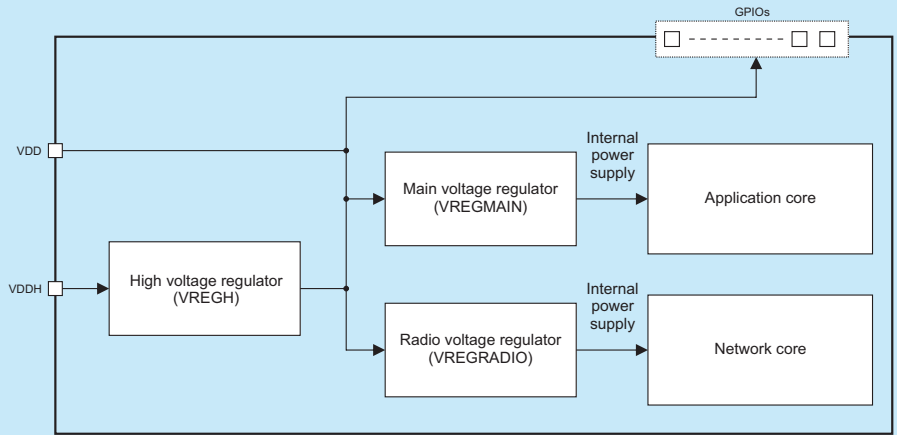 GPIOs
VDD
Main voltage regulator
(VREGMAIN)
Internal
power
supply
Application core
VDDH
High voltage regulator
(VREGH)
Radio voltage regulator
(VREGRADIO)
Internal
power
supply
Network core